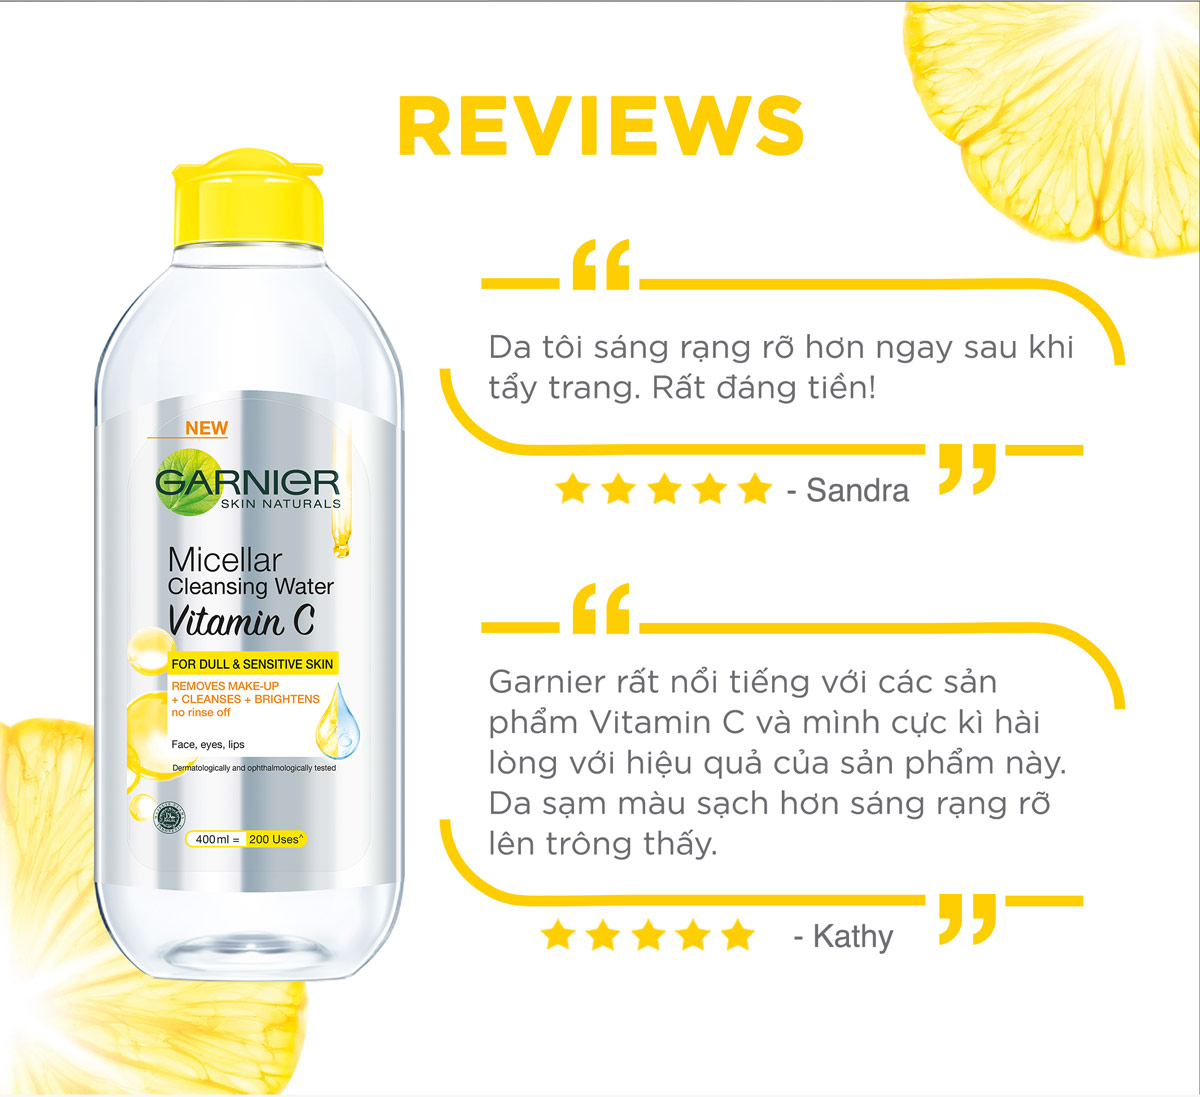 REVIEWS
NEW
GARNIER
SKIN NATURALS
Micellar
Cleansing Water
Vitamin C
FOR DULL & SENSITIVE SKIN
REMOVES MAKE-UP
+ CLEANSES + BRIGHTENS
no rinse off
Face, eyes, lips
Dermatologically and ophthalmologically tested
400ml = 200 Uses^
“
Da tôi sáng rạng rỡ hơn ngay sau khi
tẩy trang. Rất đáng tiền!
”
- Sandra
“
Garnier rất nổi tiếng với các sản
phẩm Vitamin C và mình cực kì hài
lòng với hiệu quả của sản phẩm này.
Da sạm màu sạch hơn sáng rạng rỡ
lên trông thấy.
”
- Kathy